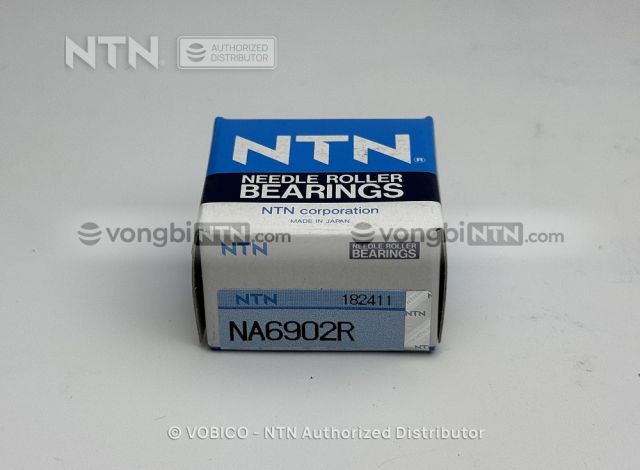 NTN® AUTHORIZED
DISTRIBUTOR
NTN®
NEEDLE ROLLER
BEARINGS
NTN corporation
MADE IN JAPAN
vongbiNTN.com vongbiNTN.com
NTN NEEDLE ROLLER
BEARINGS
NTN 182411
NA6902R
NTN
NT
N
© VOBICO - NTN Authorized Distributor